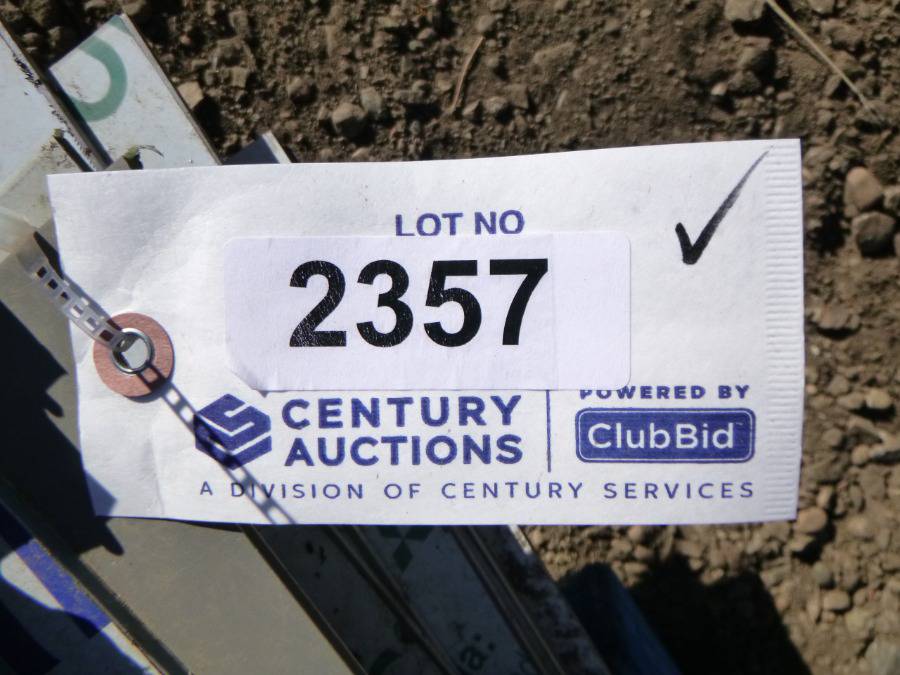 LOT NO
2357
CENTURY
AUCTIONS
POWERED BY
ClubBid
A DIVISION OF CENTURY SERVICES
a.